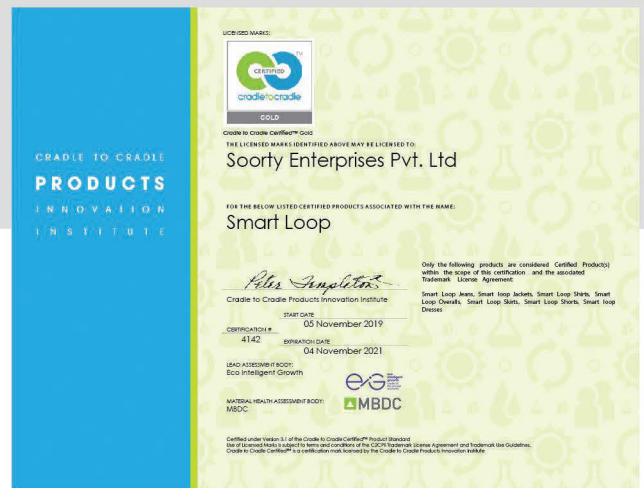 CRADLE TO CRADLE
PRODUCTS
INNOVATION
INSTITUTE
LICENSED MARKS:
CERTIFIED
TM
cradletocradle
GOLD
Cradle to Cradle Certified™ Gold
THE LICENSED MARKS IDENTIFIED ABOVE MAY BE LICENSED TO:
Soorty Enterprises Pvt. Ltd
FOR THE BELOW LISTED CERTIFIED PRODUCTS ASSOCIATED WITH THE NAME:
Smart Loop
Peter Templeton
Cradle to Cradle Products Innovation Institute
START DATE
05 November 2019
CERTIFICATION #
4142
EXPIRATION DATE
04 November 2021
LEAD ASSESSMENT BODY:
Eco Intelligent Growth
MATERIAL HEALTH ASSESSMENT BODY:
MBDC
eig
eco
intelligent
growth
MBDC
Only the following products are considered Certified Product(s)
within the scope of this certification and the associated
Trademark License Agreement:
Smart Loop Jeans, Smart loop Jackets, Smart Loop Shirts, Smart
Loop Overalls, Smart Loop Skirts, Smart Loop Shorts, Smart loop
Dresses
Certified under Version 3.1 of the Cradle to Cradle Certified™ Product Standard
Use of Licensed Marks is subject to terms and conditions of the C2CPII Trademark License Agreement and Trademark Use Guidelines.
Cradle to Cradle Certified™ is a certification mark licensed by the Cradle to Cradle Products Innovation Institute